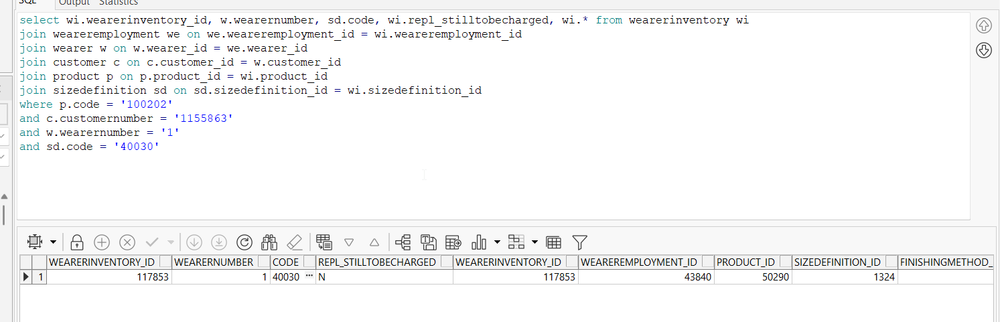 SQL Output Statistics
select wi.wearerinventory_id, w.wearernumber, sd.code, wi.repl_stilltobecharged, wi.* from wearerinventory wi
join weareremployment we on we.weareremployment_id = wi.weareremployment_id
join wearer w on w.wearer_id = we.wearer_id
join customer c on c.customer_id = w.customer_id
join product p on p.product_id = wi.product_id
join sizedefinition sd on sd.sizedefinition_id = wi.sizedefinition_id
where p.code = '100202'
and c.customernumber = '1155863'
and w.wearernumber = '1'
and sd.code = '40030'
WEARERINVENTORY_ID WEARERNUMBER CODE REPL_STILLTOBECHARGED WEARERINVENTORY_ID WEAREREMPLOYMENT_ID PRODUCT_ID SIZEDEFINITION_ID FINISHINGMETHOD_
1 117853 1 40030 ... N 117853 43840 50290 1324